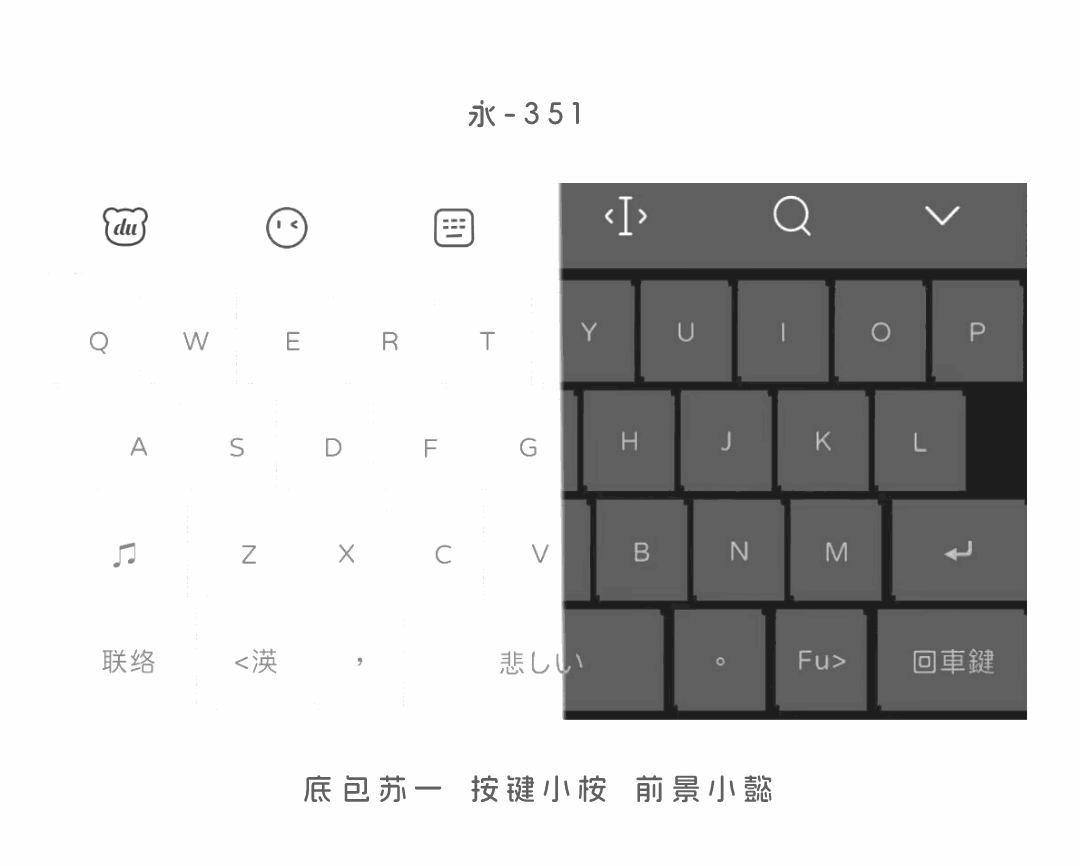 永-351
du
Q W E R T Y U I O P
A S D F G H J K L
Z X C V B N M
联络 <渶 , 悲しい 。 Fu> 回車鍵
底包苏一 按键小桉 前景小懿